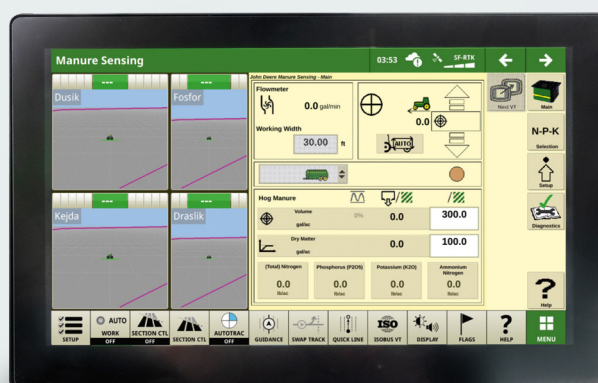 Manure Sensing
03:53
SF-RTK
---
---
Dusik
Fosfor
---
---
Kejda
Draslik
John Deere Manure Sensing - Main
Flowmeter
0.0 gal/min
Working Width
30.00 ft
0.0
AUTO
Hog Manure
Volume
gal/ac
0%
0.0
300.0
Dry Matter
gal/ac
0.0
100.0
(Total) Nitrogen
0.0
lb/ac
Phosphorus (P2O5)
0.0
lb/ac
Potassium (K2O)
0.0
lb/ac
Ammonium
Nitrogen
0.0
lb/ac
Next VT
Main
N-P-K
Selection
Setup
Diagnostics
?
Help
SETUP
AUTO
WORK
OFF
SECTION CTL
OFF
SECTION CTL
AUTOTRAC
OFF
GUIDANCE
SWAP TRACK
QUICK LINE
ISO
ISOBUS VT
DISPLAY
FLAGS
?
HELP
MENU